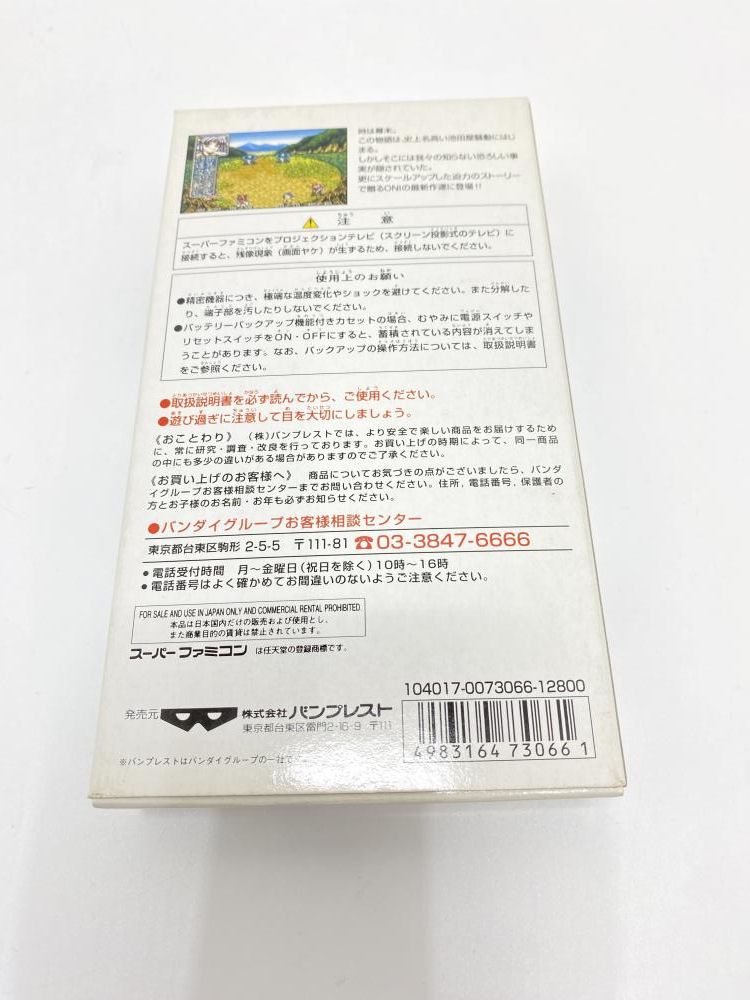 時は幕末。
この物語は、史上名高い池田屋騒動にはじ
まる。
しかしそこには我々の知らない恐ろしい事
実が隠されていた。
更にスケールアップした迫力のストーリー
で贈るONIの最新作遂に登場!!
注 意
スーパーファミコンをプロジェクションテレビ(スクリーン投影式のテレビ)に
接続すると、残像現象(画面ヤケ)が生ずるため、接続しないでください。
使用上のお願い
●精密機器につき、極端な温度変化やショックを避けてください。また分解した
り、端子部を汚したりしないでください。
●バッテリーバックアップ機能付きカセットの場合、むやみに電源スイッチや
リセットスイッチをON・OFFにすると、蓄積されている内容が消えてしま
うことがあります。なお、バックアップの操作方法については、取扱説明書
をご参照ください。
●取扱説明書を必ず読んでから、ご使用ください。
●遊び過ぎに注意して目を大切にしましょう。
《おことわり》 (株)バンプレストでは、より安全で楽しい商品をお届けするため
に、常に研究・調査・改良を行っております。お買い上げの時期によって、同一商品
の中にも多少の違いがある場合がありますのでご了承ください。
《お買い上げのお客様へ》 商品についてお気づきの点がございましたら、バンダ
イグループお客様相談センターまでお問い合わせください。住所, 電話番号, 保護者の
方とお子様のお名前・お年も必ずお知らせください。
●バンダイグループお客様相談センター
東京都台東区駒形 2-5-5 〒111-81 ☎03-3847-6666
●電話受付時間 月~金曜日(祝日を除く)10時~16時
●電話番号はよく確かめてお間違いのないようご注意ください。
FOR SALE AND USE IN JAPAN ONLY AND COMMERCIAL RENTAL PROHIBITED.
本品は日本国内だけの販売および使用とし、
また商業目的の賃貸は禁止されています。
スーパーファミコン は任天堂の登録商標です。
104017-0073066-12800
発売元 株式会社バンプレスト
東京都台東区雷門2-16-9 〒111
4983164730661
※バンプレストはバンダイグループの一社で